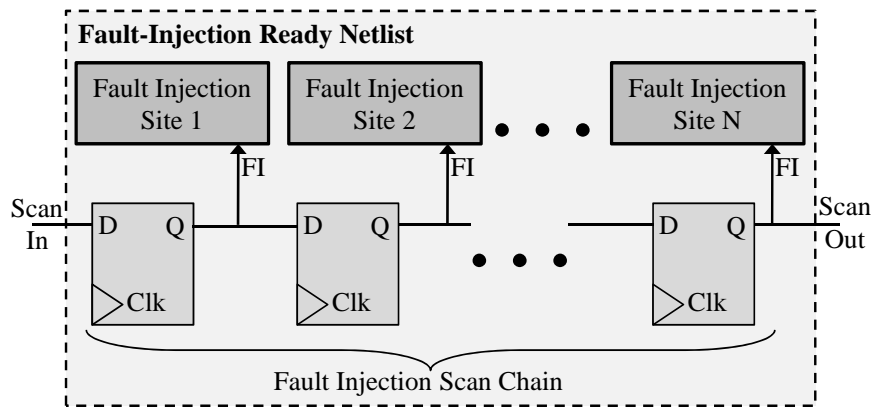 Fault-Injection Ready Netlist
Fault Injection
Site 1
Fault Injection
Site 2
Fault Injection
Site N
FI
FI
FI
Scan
In
D
Q
Clk
D
Q
Clk
D
Q
Clk
Scan
Out
Fault Injection Scan Chain